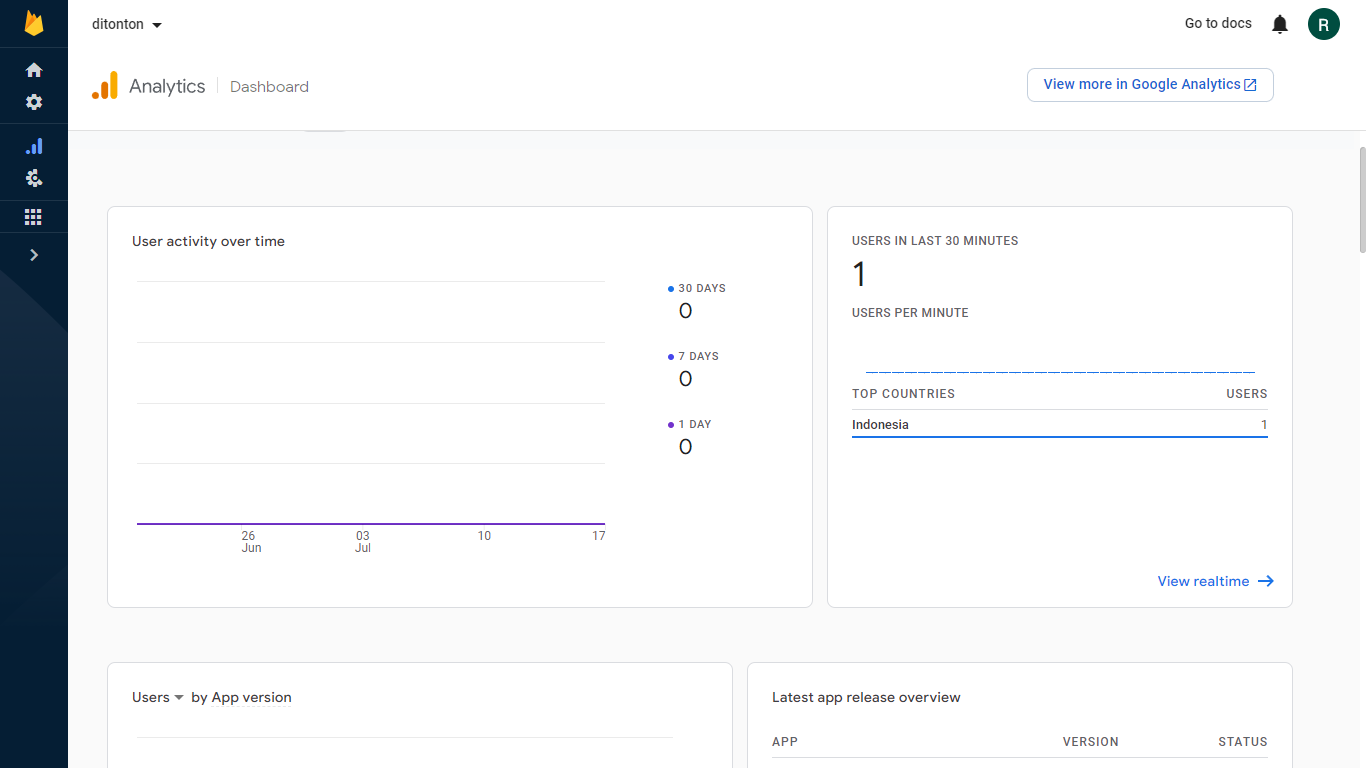 ditonton
Go to docs
R
Analytics
Dashboard
View more in Google Analytics
User activity over time
30 DAYS
0
7 DAYS
0
1 DAY
0
26
Jun
03
Jul
10
17
USERS IN LAST 30 MINUTES
1
USERS PER MINUTE
TOP COUNTRIES USERS
Indonesia 1
View realtime
Users by App version
Latest app release overview
APP VERSION STATUS